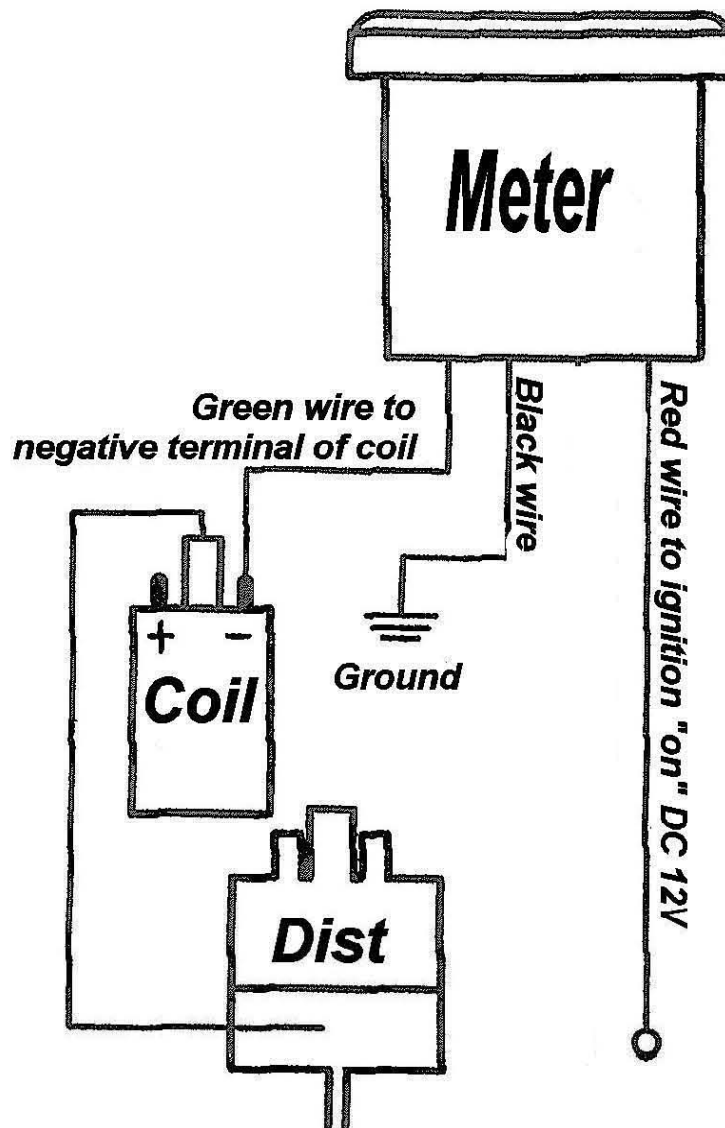 Meter
Green wire to
negative terminal of coil
Black wire
Red wire to ignition "on" DC 12V
+ −
Coil
Ground
Dist